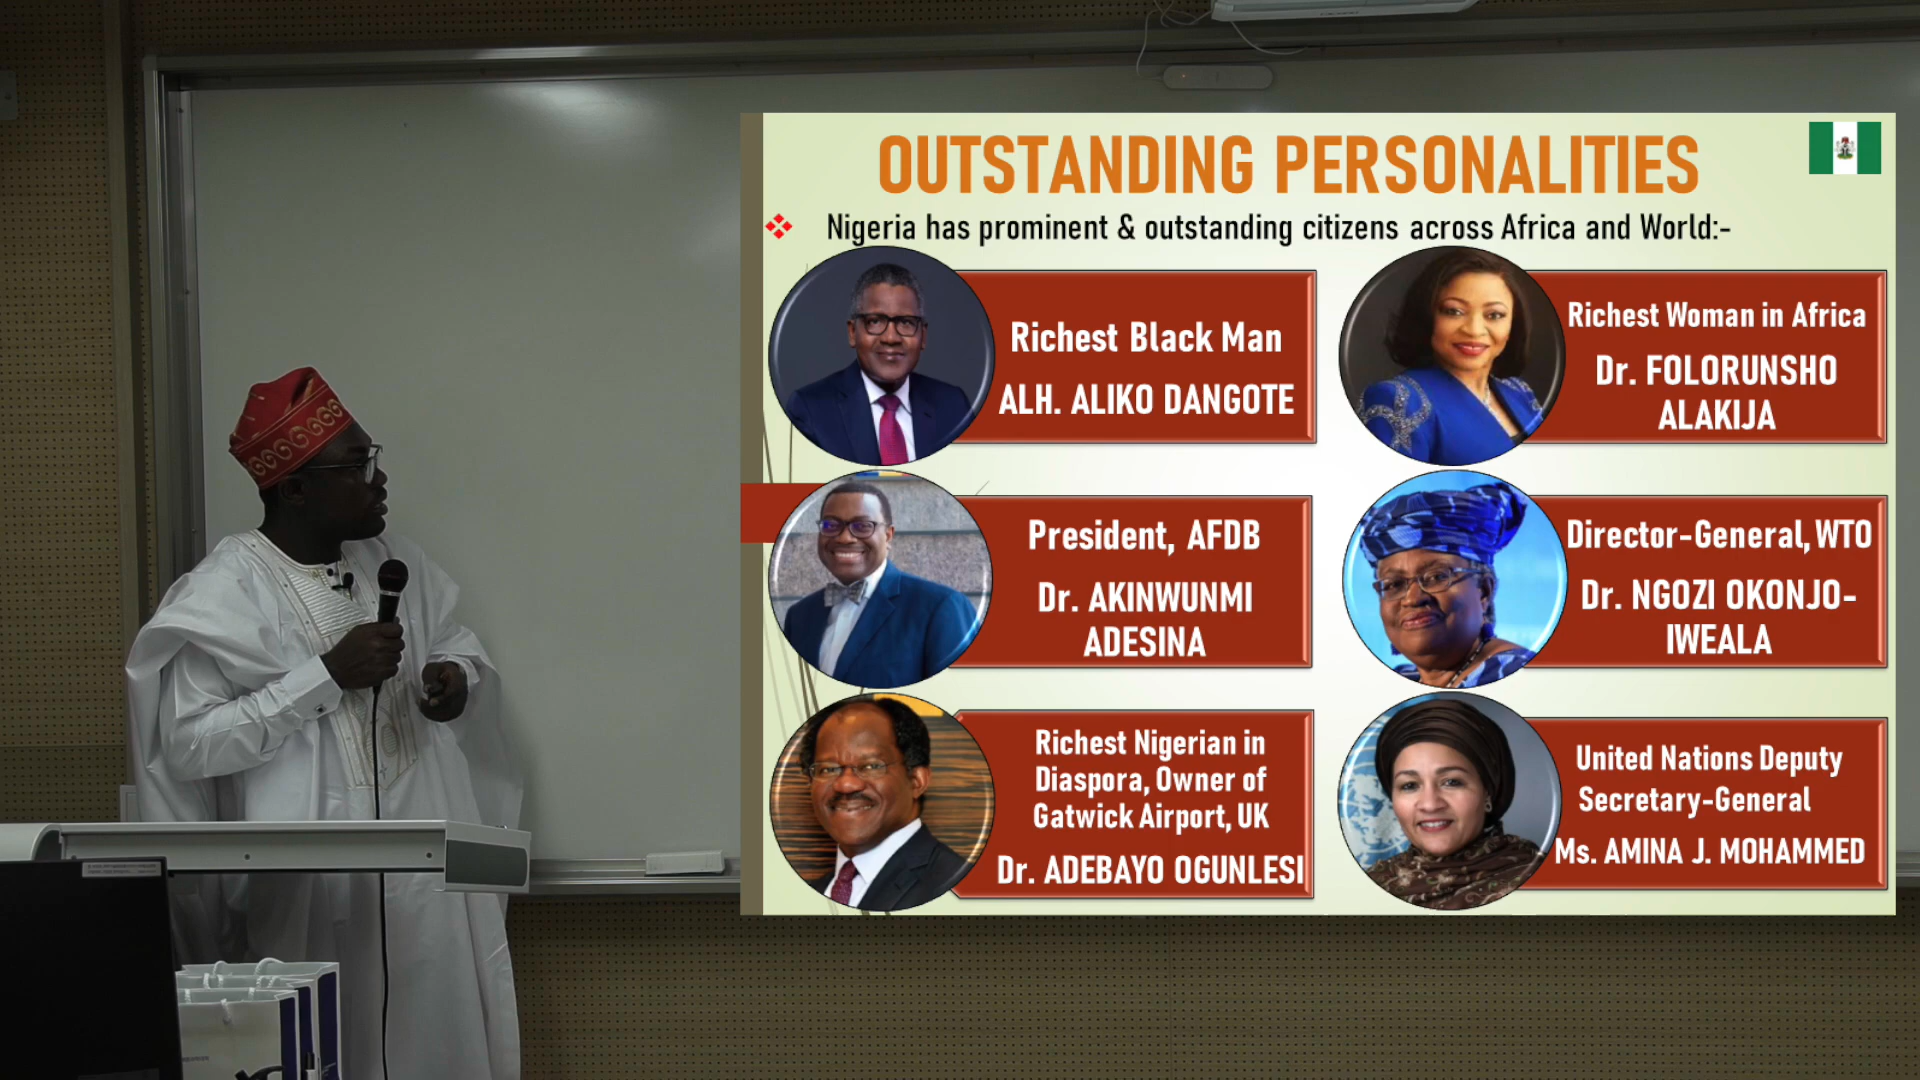 OUTSTANDING PERSONALITIES
Nigeria has prominent & outstanding citizens across Africa and World:-
Richest Black Man
ALH. ALIKO DANGOTE
Richest Woman in Africa
Dr. FOLORUNSHO
ALAKIJA
President, AFDB
Dr. AKINWUNMI
ADESINA
Director-General, WTO
Dr. NGOZI OKONJO-
IWEALA
Richest Nigerian in
Diaspora, Owner of
Gatwick Airport, UK
Dr. ADEBAYO OGUNLESI
United Nations Deputy
Secretary-General
Ms. AMINA J. MOHAMMED